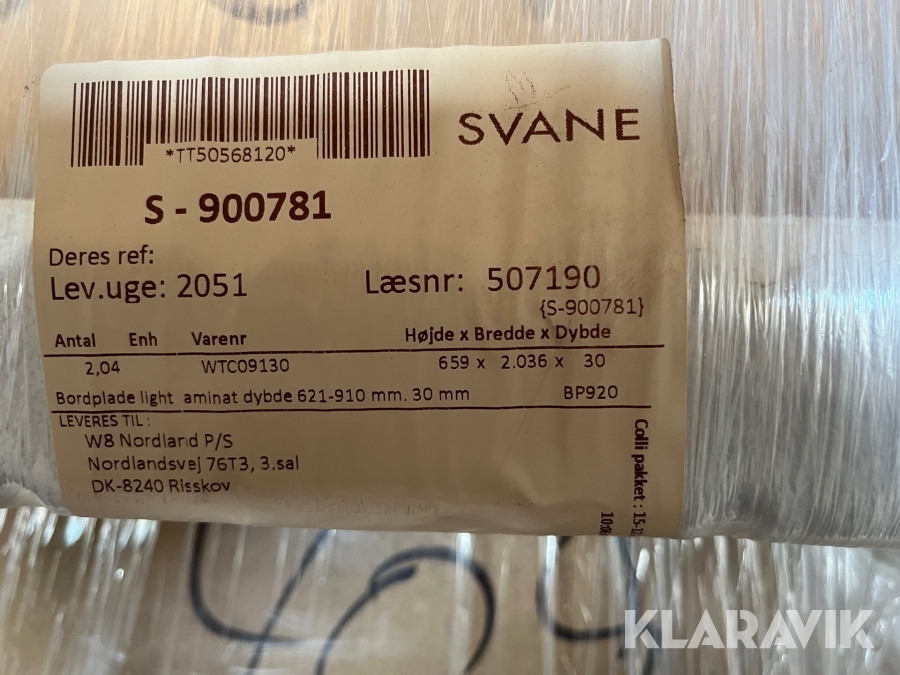 SVANE
*TT50568120*
S - 900781
Deres ref:
Lev.uge: 2051 Læsnr: 507190
{S-900781}
Antal Enh Varenr Højde x Bredde x Dybde
2,04 WTC09130 659 x 2.036 x 30
Bordplade light aminat dybde 621-910 mm. 30 mm BP920
LEVERES TIL :
W8 Nordland P/S
Nordlandsvej 76T3, 3.sal
DK-8240 Risskov
Colli pakket :
KLARAVIK